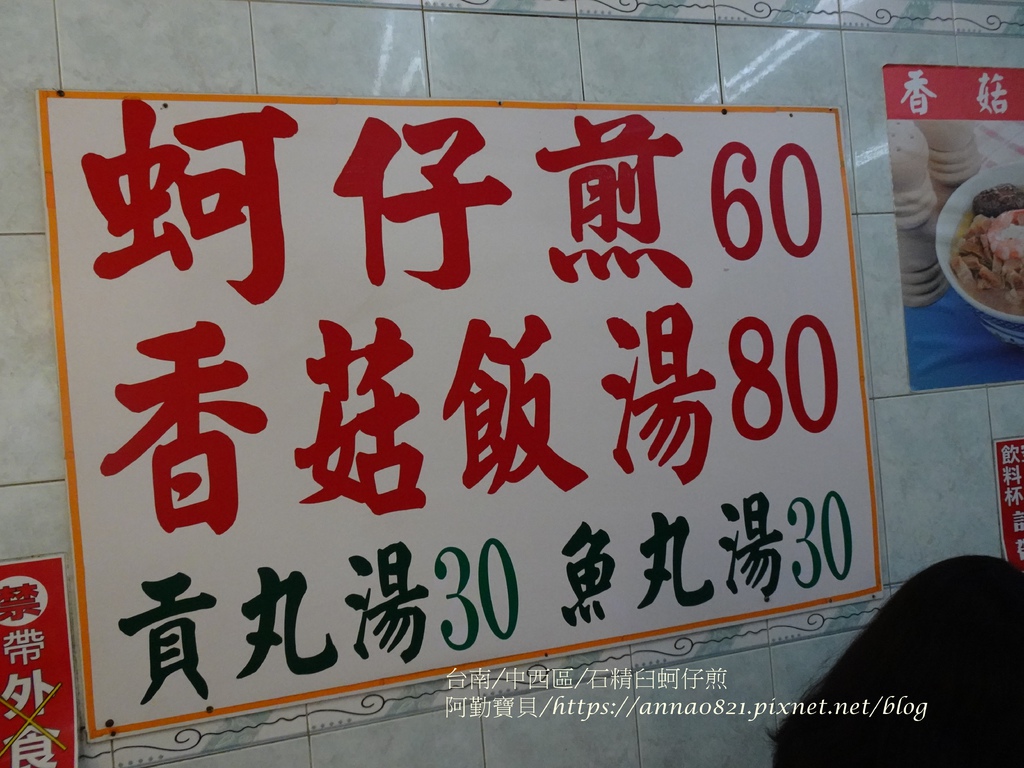 蚵仔煎60
香菇飯湯80
貢丸湯30 魚丸湯30
香菇
飲料杯請
禁帶外食
台南/中西區/石精臼蚵仔煎
阿勤寶貝/https://anna0821.pixnet.net/blog